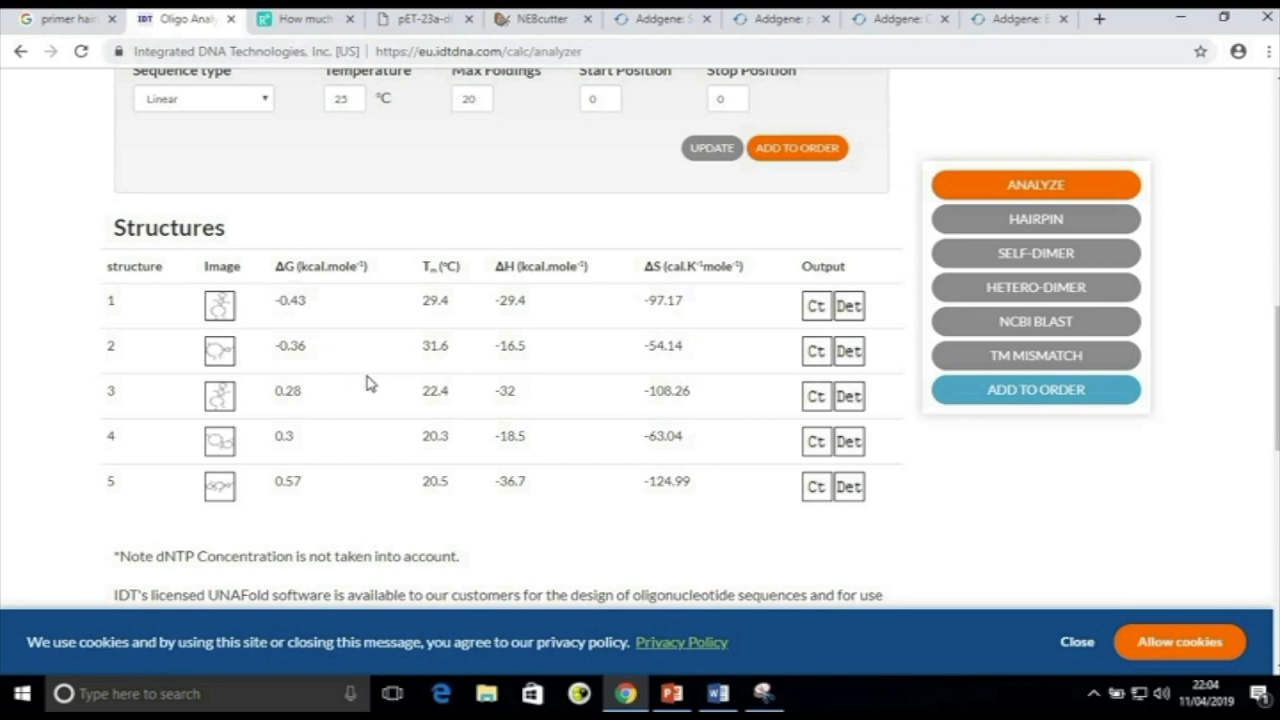 primer hair IDT Oligo Anal How much pET-23a-d( NEBcutter Addgene: S Addgene: p Addgene: C Addgene: E
Integrated DNA Technologies, Inc. [US] | https://eu.idtdna.com/calc/analyzer
Sequence type Temperature Max Foldings Start Position Stop Position
Linear 25 °C 20 0 0
UPDATE ADD TO ORDER
ANALYZE
HAIRPIN
SELF-DIMER
HETERO-DIMER
NCBI BLAST
TM MISMATCH
ADD TO ORDER
Structures
structure Image ΔG (kcal.mole⁻¹) Tₘ (°C) ΔH (kcal.mole⁻¹) ΔS (cal.K⁻¹mole⁻¹) Output
1 -0.43 29.4 -29.4 -97.17 Ct Det
2 -0.36 31.6 -16.5 -54.14 Ct Det
3 0.28 22.4 -32 -108.26 Ct Det
4 0.3 20.3 -18.5 -63.04 Ct Det
5 0.57 20.5 -36.7 -124.99 Ct Det
*Note dNTP Concentration is not taken into account.
IDT's licensed UNAFold software is available to our customers for the design of oligonucleotide sequences and for use
We use cookies and by using this site or closing this message, you agree to our privacy policy. Privacy Policy Close Allow cookies
Type here to search
22:04
11/04/2019